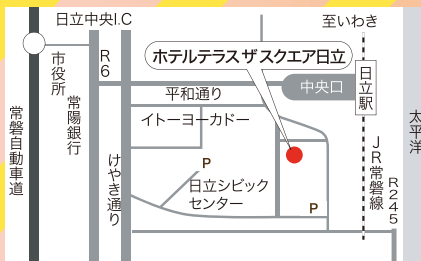 日立中央I.C
至いわき
市役所
R6
ホテルテラス ザ スクエア日立
中央口
日立駅
平和通り
常陽銀行
イトーヨーカドー
常磐自動車道
けやき通り
P
日立シビック
センター
P
JR常磐線
R245
太平洋